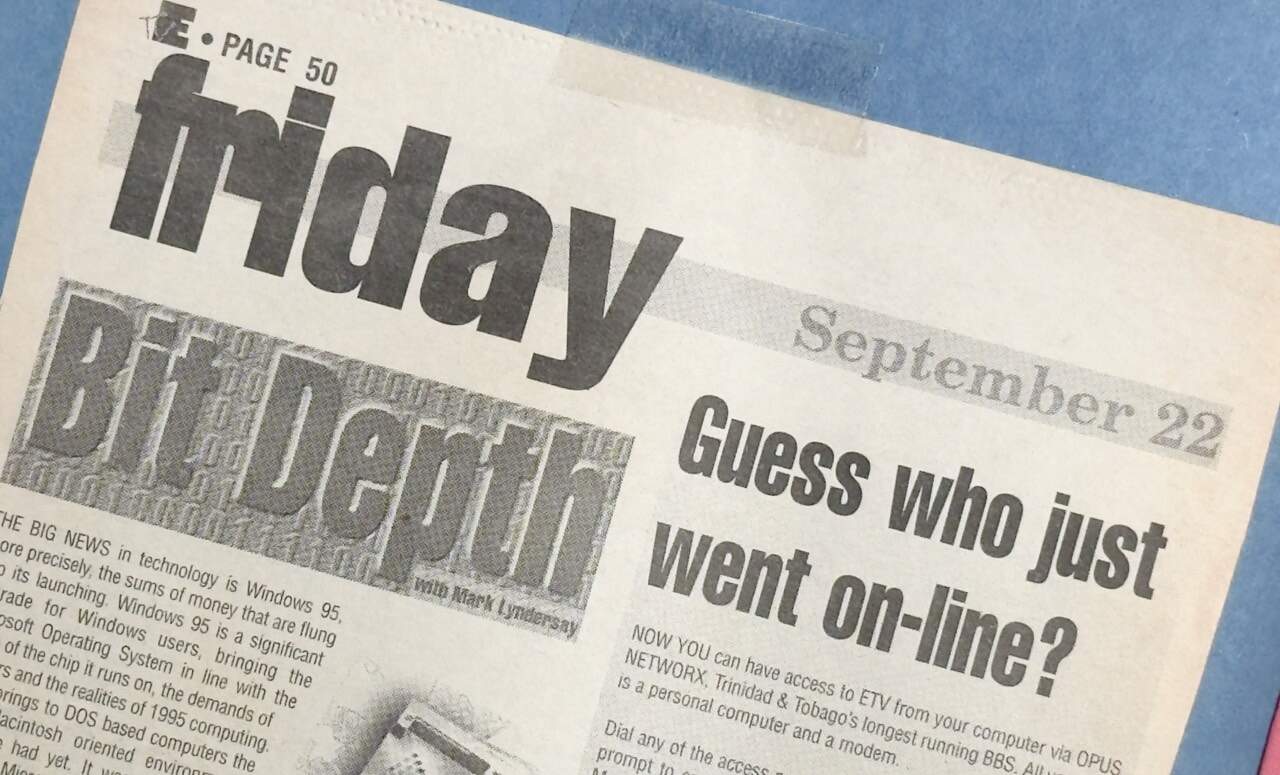 E • PAGE 50
friday
September 22
Bit Depth
with Mark Lyndersay
THE BIG NEWS in technology is Windows 95,
ore precisely, the sums of money that are flung
o its launching. Windows 95 is a significant
rade for Windows users, bringing the
osoft Operating System in line with the
of the chip it runs on, the demands of
rs and the realities of 1995 computing.
brings to DOS based computers the
acintosh oriented environ
had yet. It
Guess who just
went on-line?
NOW YOU can have access to ETV from your computer via OPUS
NETWORX, Trinidad & Tobago's longest running BBS. All
is a personal computer and a modem.
Dial any of the access
prompt to